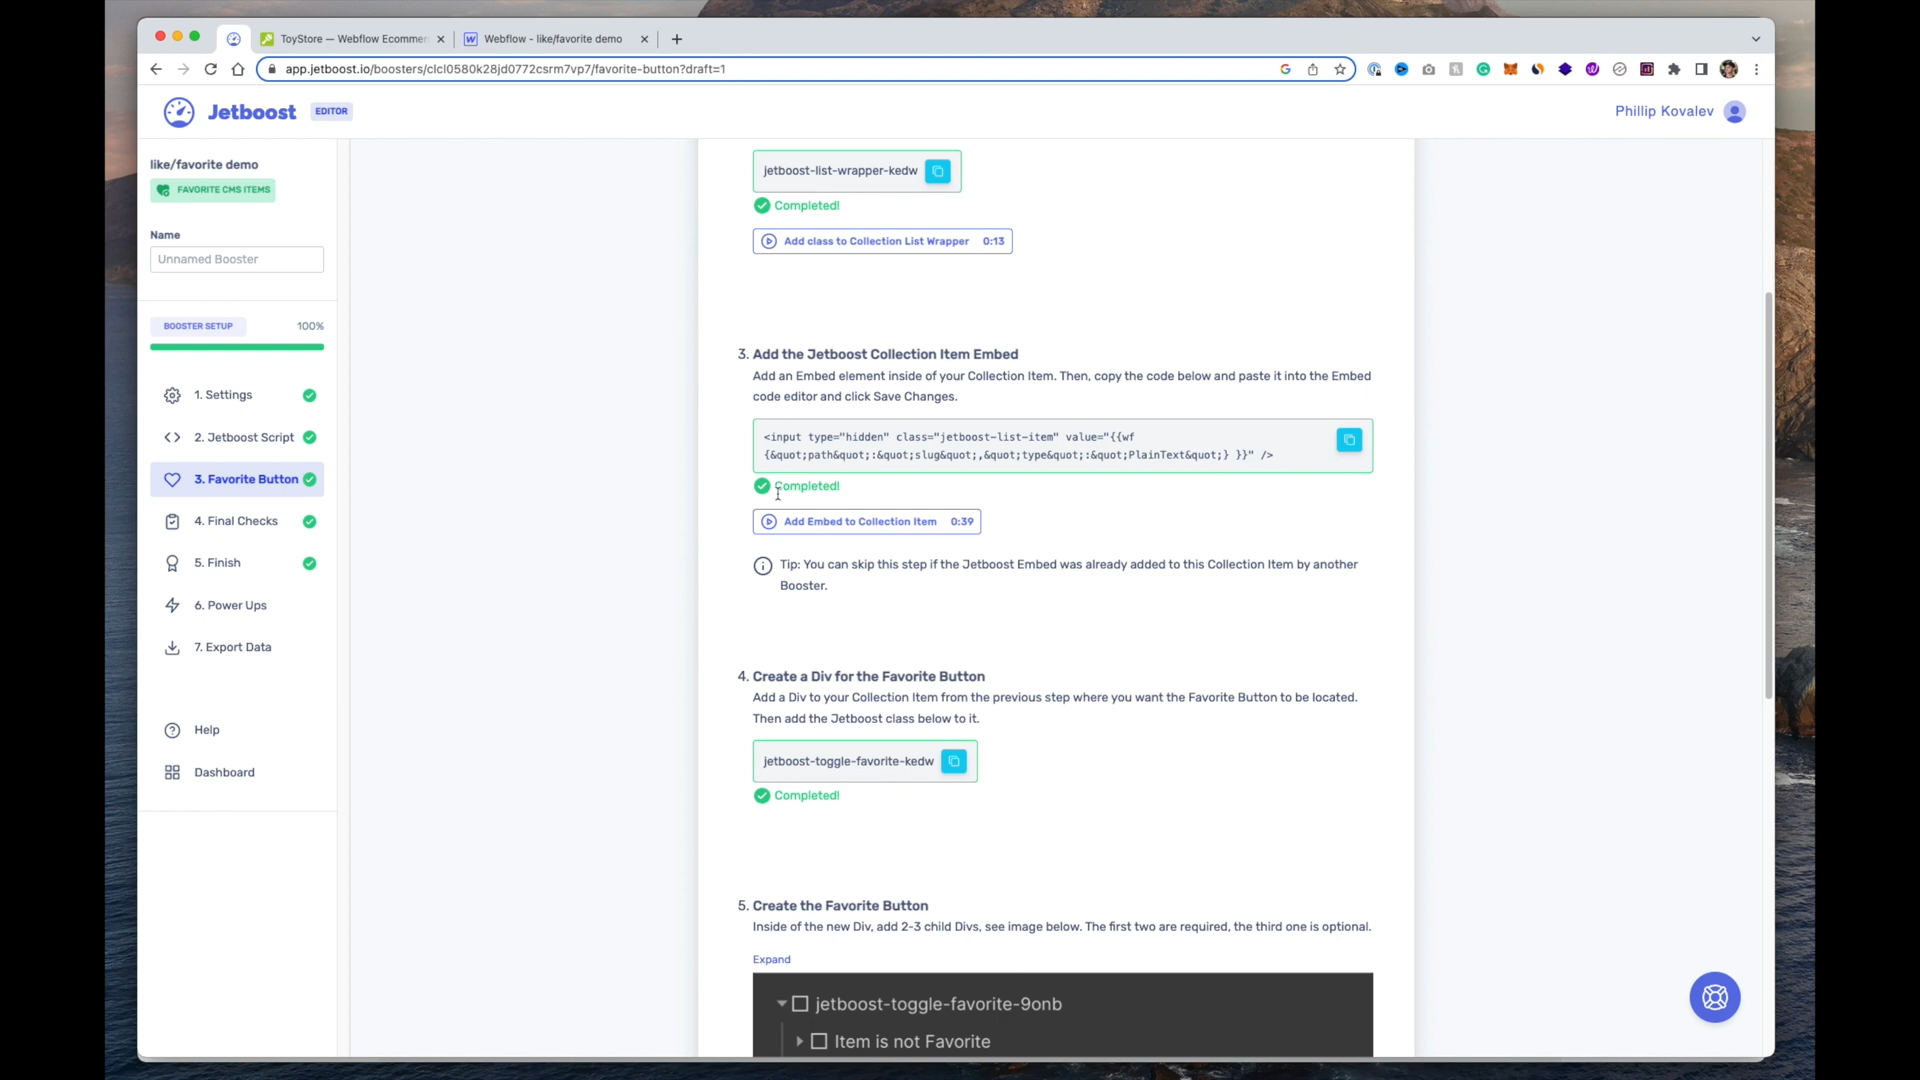 ToyStore — Webflow Ecommer
Webflow - like/favorite demo
app.jetboost.io/boosters/clcl0580k28jd0772csrm7vp7/favorite-button?draft=1
Jetboost
EDITOR
Phillip Kovalev
like/favorite demo
FAVORITE CMS ITEMS
Name
Unnamed Booster
BOOSTER SETUP
100%
1. Settings
2. Jetboost Script
3. Favorite Button
4. Final Checks
5. Finish
6. Power Ups
7. Export Data
Help
Dashboard
jetboost-list-wrapper-kedw
Completed!
Add class to Collection List Wrapper 0:13
3. Add the Jetboost Collection Item Embed
Add an Embed element inside of your Collection Item. Then, copy the code below and paste it into the Embed
code editor and click Save Changes.
<input type="hidden" class="jetboost-list-item" value="{{wf
{&quot;path&quot;:&quot;slug&quot;,&quot;type&quot;:&quot;PlainText&quot;} }}" />
Completed!
Add Embed to Collection Item 0:39
Tip: You can skip this step if the Jetboost Embed was already added to this Collection Item by another
Booster.
4. Create a Div for the Favorite Button
Add a Div to your Collection Item from the previous step where you want the Favorite Button to be located.
Then add the Jetboost class below to it.
jetboost-toggle-favorite-kedw
Completed!
5. Create the Favorite Button
Inside of the new Div, add 2-3 child Divs, see image below. The first two are required, the third one is optional.
Expand
jetboost-toggle-favorite-9onb
Item is not Favorite